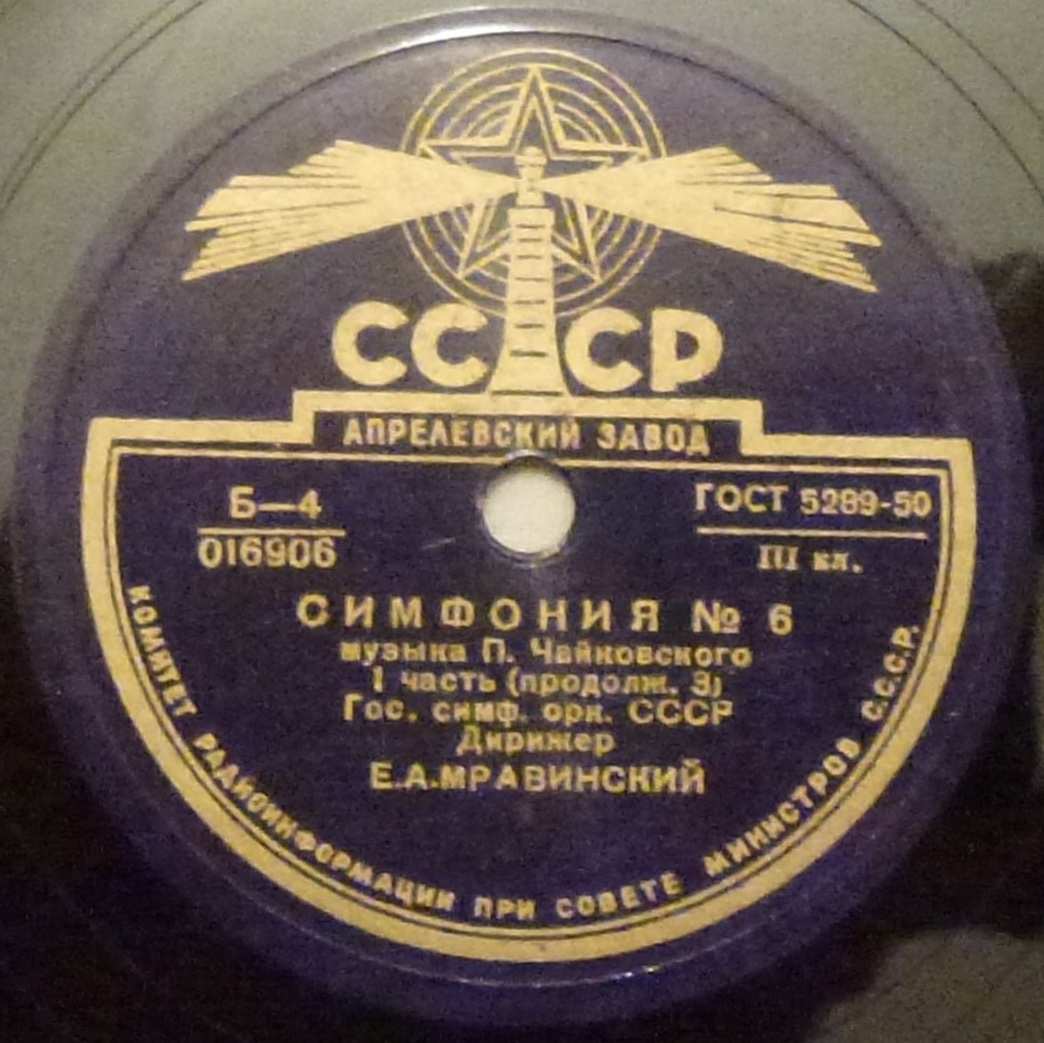 СССР
АПРЕЛЕВСКИЙ ЗАВОД
Б—4
016906
ГОСТ 5289-50
III кл.
СИМФОНИЯ № 6
музыка П. Чайковского
1 часть (продолж. 3)
Гос. симф. орк. СССР
Дирижер
Е.А.МРАВИНСКИЙ
КОМИТЕТ РАДИОИНФОРМАЦИИ ПРИ СОВЕТЕ МИНИСТРОВ С.С.С.Р.